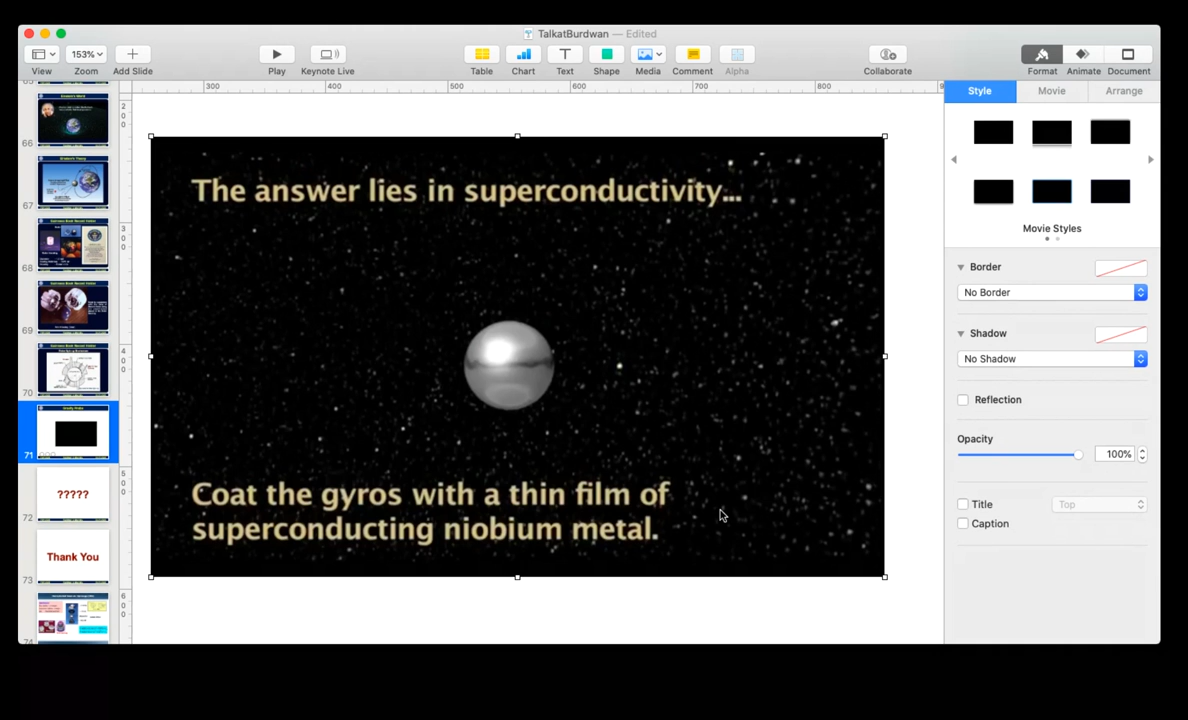 TalkatBurdwan — Edited
153%
View
Zoom
Add Slide
Play
Keynote Live
Table
Chart
Text
Shape
Media
Comment
Alpha
Collaborate
Format
Animate
Document
300
400
500
600
700
800
Style
Movie
Arrange
The answer lies in superconductivity...
Coat the gyros with a thin film of
superconducting niobium metal.
Movie Styles
Border
No Border
Shadow
No Shadow
Reflection
Opacity
100%
Title
Top
Caption
66
67
68
69
70
71
?????
72
Thank You
73